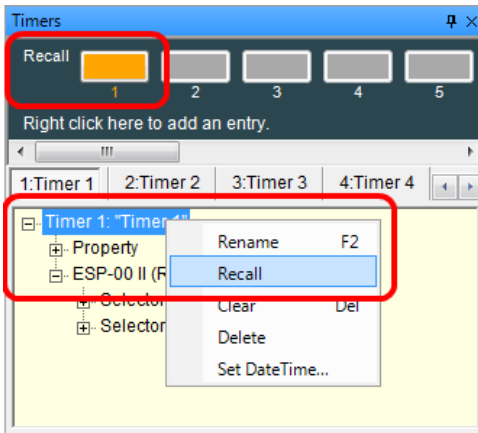 Timers
Recall
1 2 3 4 5
Right click here to add an entry.
1:Timer 1 2:Timer 2 3:Timer 3 4:Timer 4
Timer 1: "Timer 1"
Rename F2
Property
Recall
ESP-00 II (R
Clear Del
Selector
Delete
Selector
Set DateTime...